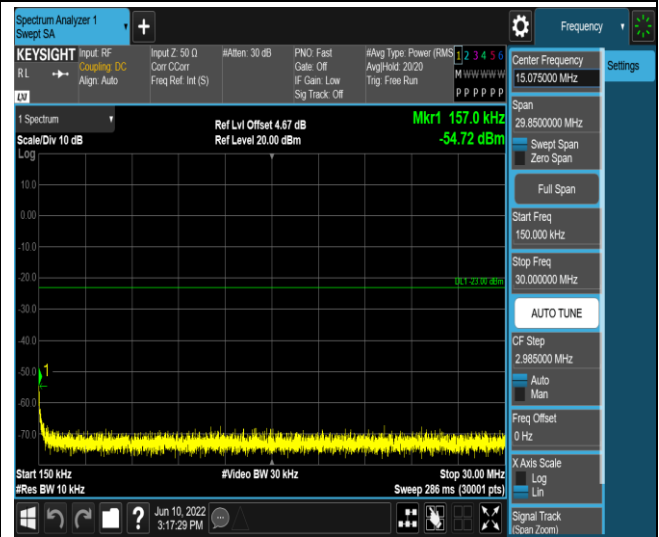 Spectrum Analyzer 1
Swept SA
+
Frequency
KEYSIGHT
RL
LXI
Input: RF
Coupling: DC
Align: Auto
Input Z: 50 Ω
Corr CCorr
Freq Ref: Int (S)
#Atten: 30 dB
PNO: Fast
Gate: Off
IF Gain: Low
Sig Track: Off
#Avg Type: Power (RMS
Avg|Hold: 20/20
Trig: Free Run
1 2 3 4 5 6
M W W W W W
P P P P P P
1 Spectrum
Scale/Div 10 dB
Ref Lvl Offset 4.67 dB
Ref Level 20.00 dBm
Mkr1 157.0 kHz
-54.72 dBm
Log
10.0
0.00
-10.0
-20.0
DL1 -23.00 dBm
-30.0
-40.0
-50.0
1
-60.0
-70.0
Start 150 kHz
#Video BW 30 kHz
Stop 30.00 MHz
#Res BW 10 kHz
Sweep 286 ms (30001 pts)
?
Jun 10, 2022
3:17:29 PM
Center Frequency
15.075000 MHz
Settings
Span
29.8500000 MHz
Swept Span
Zero Span
Full Span
Start Freq
150.000 kHz
Stop Freq
30.000000 MHz
AUTO TUNE
CF Step
2.985000 MHz
Auto
Man
Freq Offset
0 Hz
X Axis Scale
Log
Lin
Signal Track
(Span Zoom)